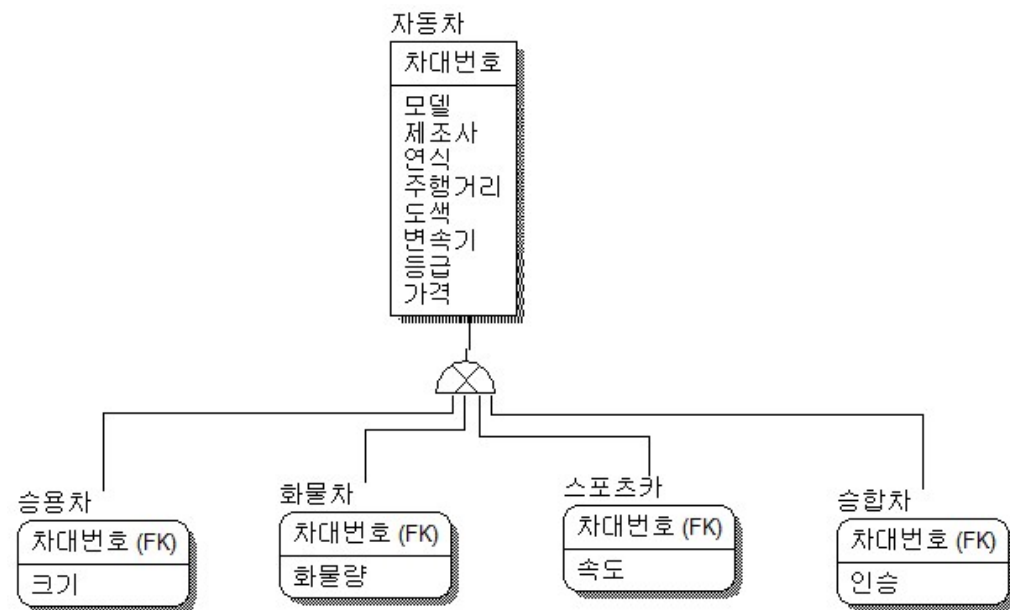 자동차
차대번호
모델
제조사
연식
주행거리
도색
변속기
등급
가격
승용차
차대번호 (FK)
크기
화물차
차대번호 (FK)
화물량
스포츠카
차대번호 (FK)
속도
승합차
차대번호 (FK)
인승